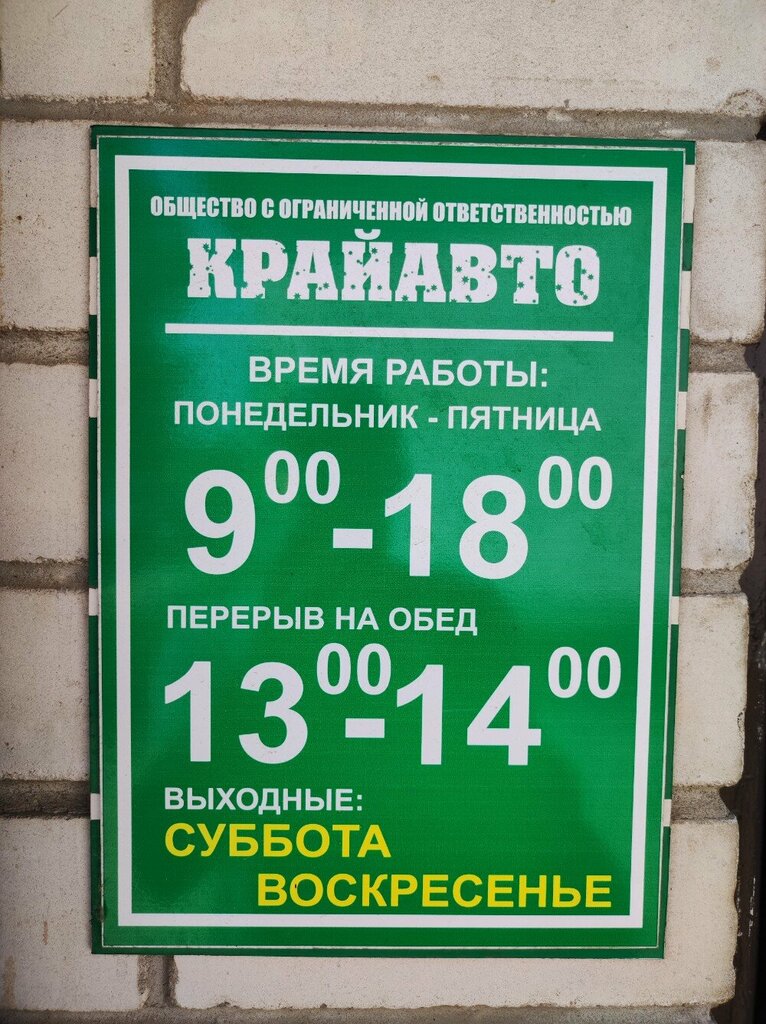 ОБЩЕСТВО С ОГРАНИЧЕННОЙ ОТВЕТСТВЕННОСТЬЮ
КРАЙАВТО
ВРЕМЯ РАБОТЫ:
ПОНЕДЕЛЬНИК - ПЯТНИЦА
9⁰⁰-18⁰⁰
ПЕРЕРЫВ НА ОБЕД
13⁰⁰-14⁰⁰
ВЫХОДНЫЕ:
СУББОТА
ВОСКРЕСЕНЬЕ